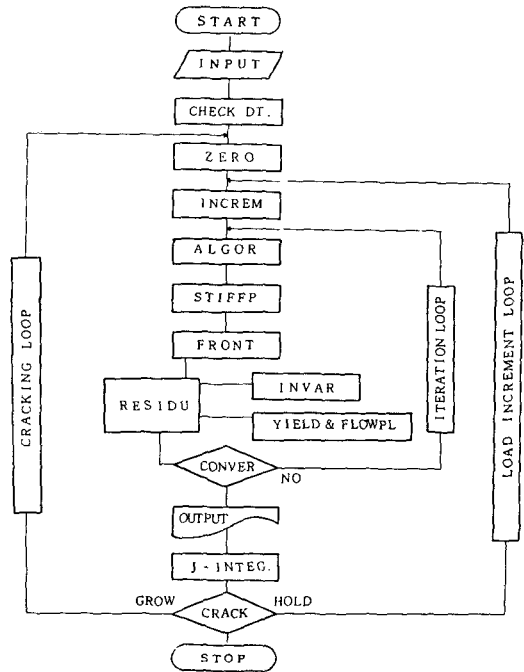 START
INPUT
CHECK DT.
ZERO
INCREM
ALGOR
STIFFP
FRONT
RESIDU
INVAR
YIELD & FLOWPL
CONVER
NO
OUTPUT
J-INTEG.
GROW
CRACK
HOLD
STOP
CRACKING LOOP
ITERATION LOOP
LOAD INCREMENT LOOP